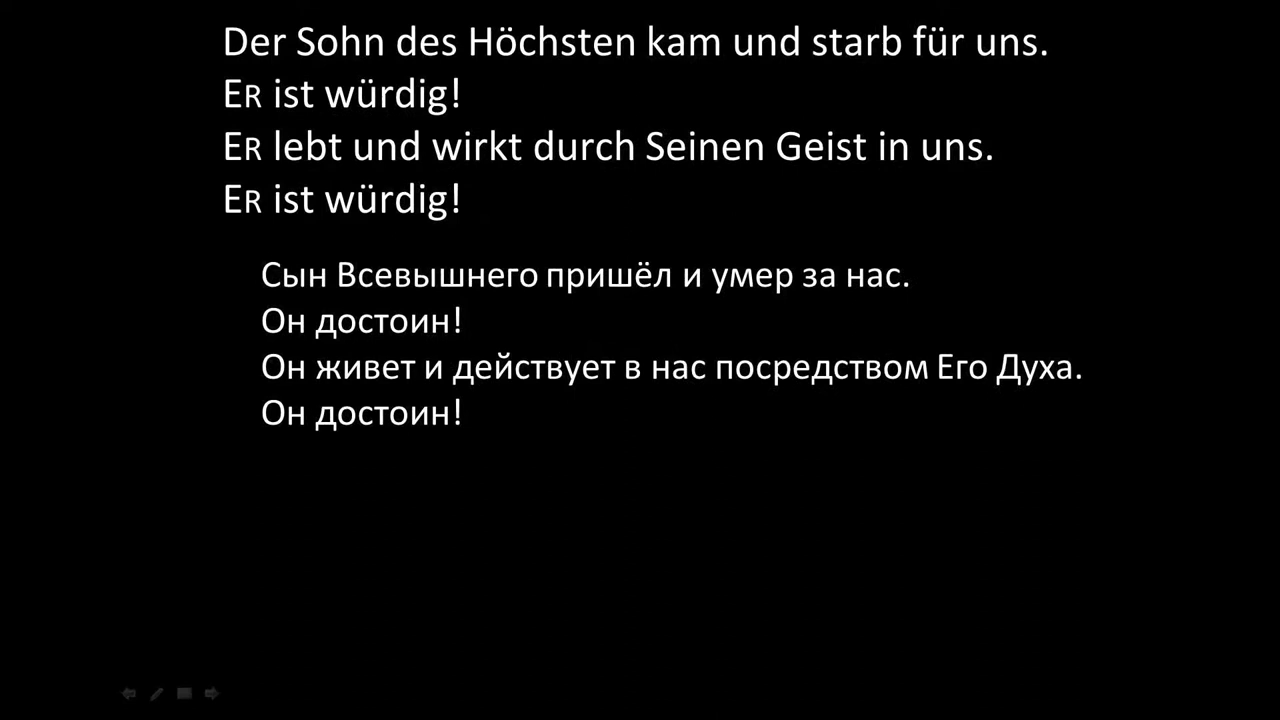 Der Sohn des Höchsten kam und starb für uns.
ER ist würdig!
ER lebt und wirkt durch Seinen Geist in uns.
ER ist würdig!
Сын Всевышнего пришёл и умер за нас.
Он достоин!
Он живет и действует в нас посредством Его Духа.
Он достоин!